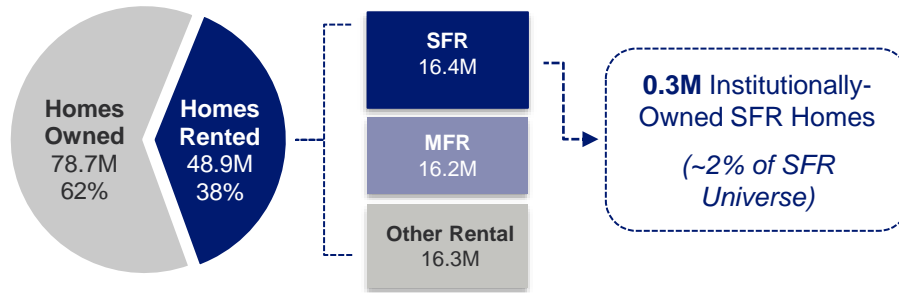 Homes
Owned
78.7M
62%
Homes
Rented
48.9M
38%
SFR
16.4M
MFR
16.2M
Other Rental
16.3M
0.3M Institutionally-
Owned SFR Homes
(~2% of SFR
Universe)